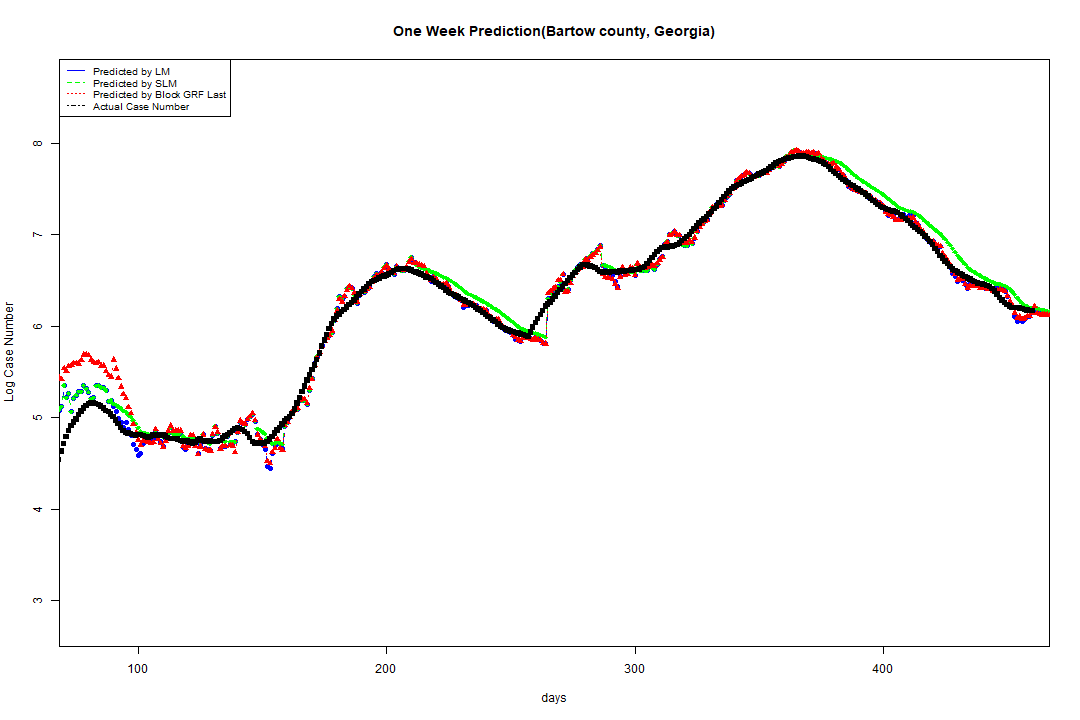 One Week Prediction(Bartow county, Georgia)
Predicted by LM
Predicted by SLM
Predicted by Block GRF Last
Actual Case Number
8
7
6
5
4
3
Log Case Number
100 200 300 400
days